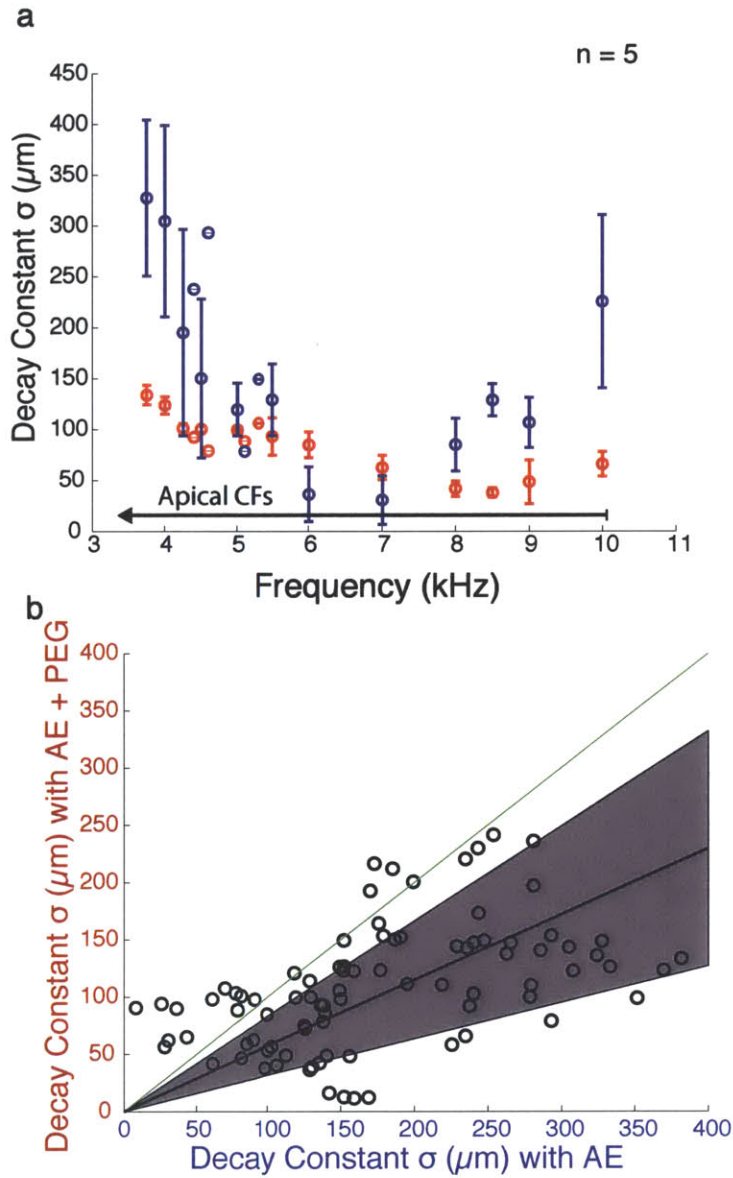 a
n = 5
Decay Constant σ (μm)
450
400
350
300
250
200
150
100
50
0
Apical CFs
3 4 5 6 7 8 9 10 11
Frequency (kHz)
b
Decay Constant σ (μm) with AE + PEG
400
350
300
250
200
150
100
50
0
0 50 100 150 200 250 300 350 400
Decay Constant σ (μm) with AE